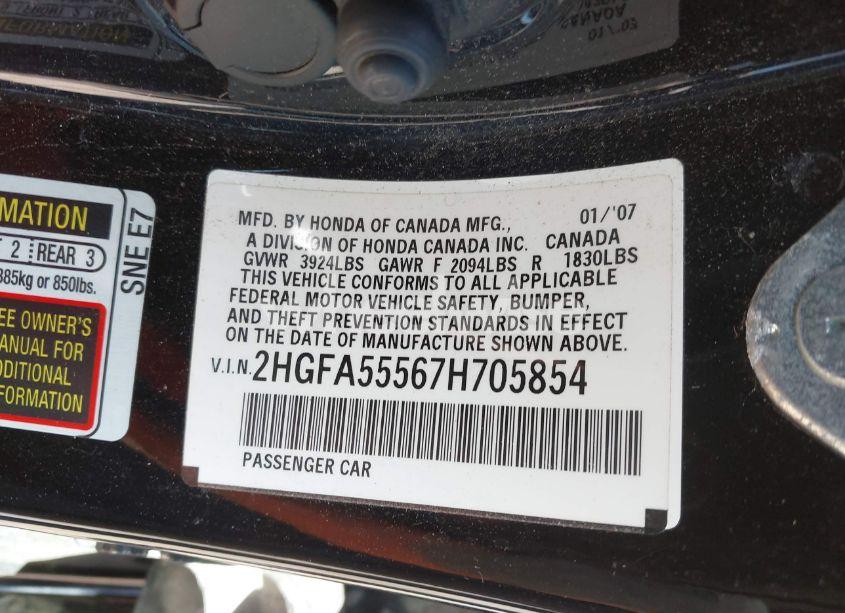 MFD. BY HONDA OF CANADA MFG., 01/'07
A DIVISION OF HONDA CANADA INC. CANADA
GVWR 3924LBS GAWR F 2094LBS R 1830LBS
THIS VEHICLE CONFORMS TO ALL APPLICABLE
FEDERAL MOTOR VEHICLE SAFETY, BUMPER,
AND THEFT PREVENTION STANDARDS IN EFFECT
ON THE DATE OF MANUFACTURE SHOWN ABOVE.
V.I.N. 2HGFA55567H705854
PASSENGER CAR
RMATION
2 REAR 3
385kg or 850lbs.
EE OWNER'S
ANUAL FOR
DDITIONAL
FORMATION
SNE E7